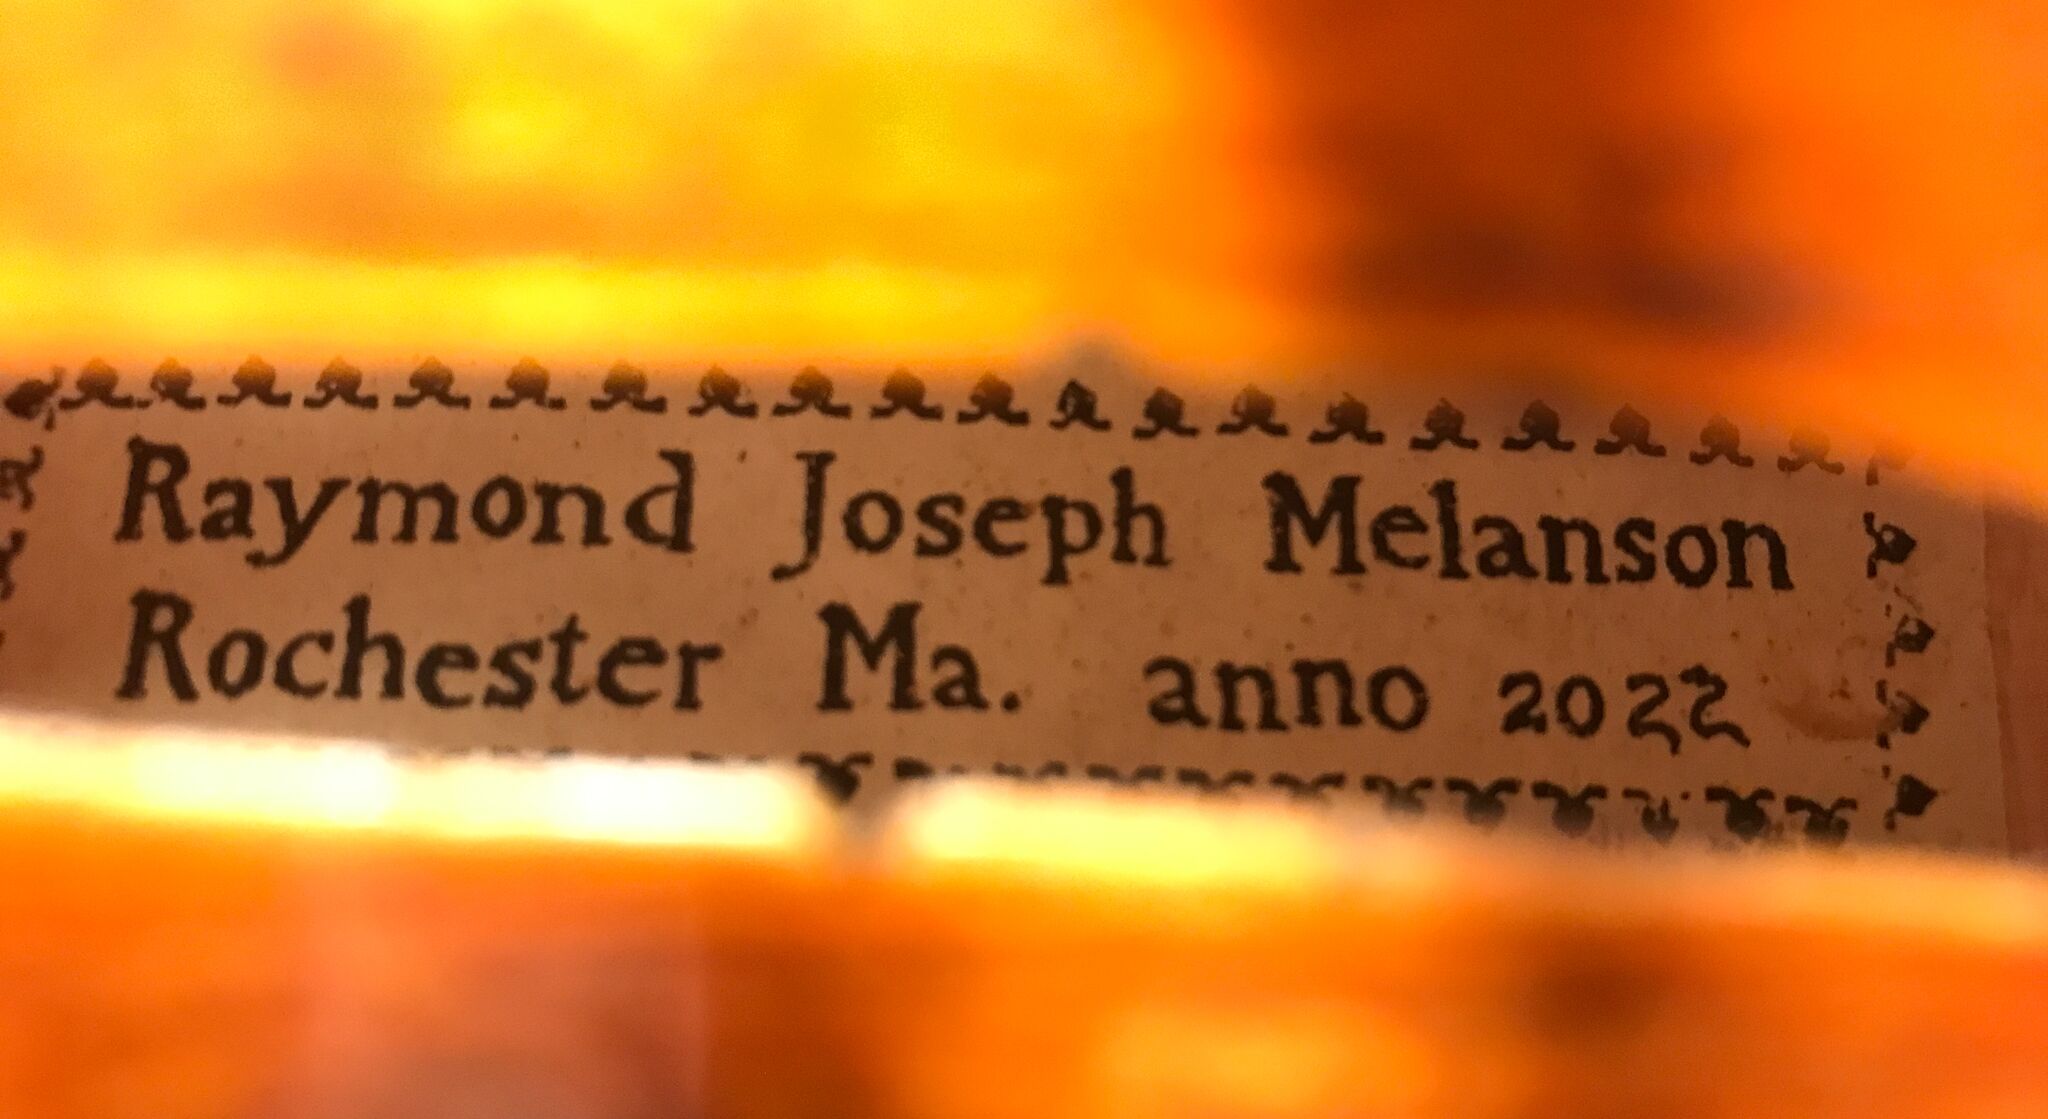 Raymond Joseph Melanson
Rochester Ma. anno 2022